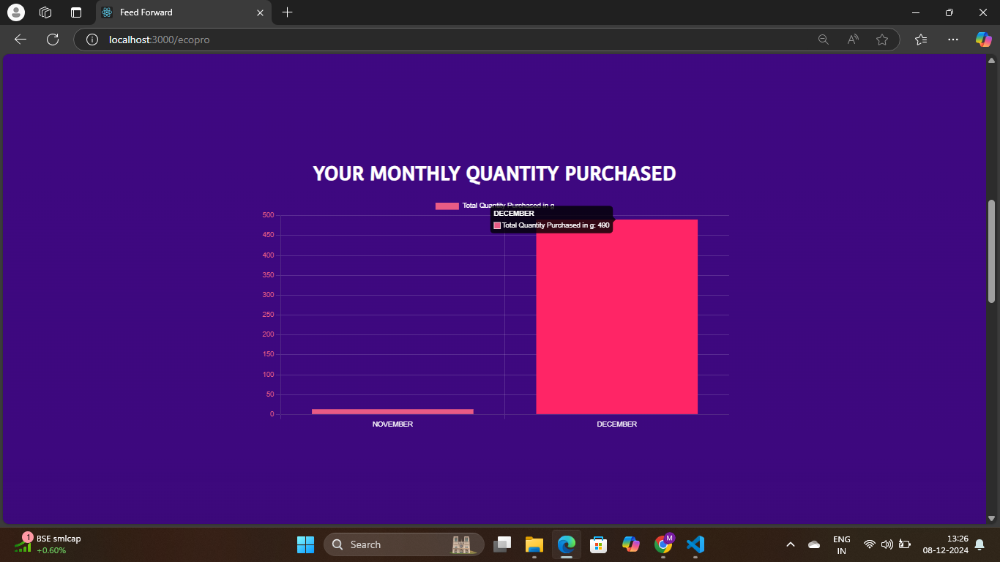 Feed Forward
localhost:3000/ecopro
YOUR MONTHLY QUANTITY PURCHASED
Total Quantity Purchased in g
DECEMBER
Total Quantity Purchased in g: 490
500
450
400
350
300
250
200
150
100
50
0
NOVEMBER DECEMBER
1
BSE smlcap
+0.60%
Search
M
ENG
IN
13:26
08-12-2024